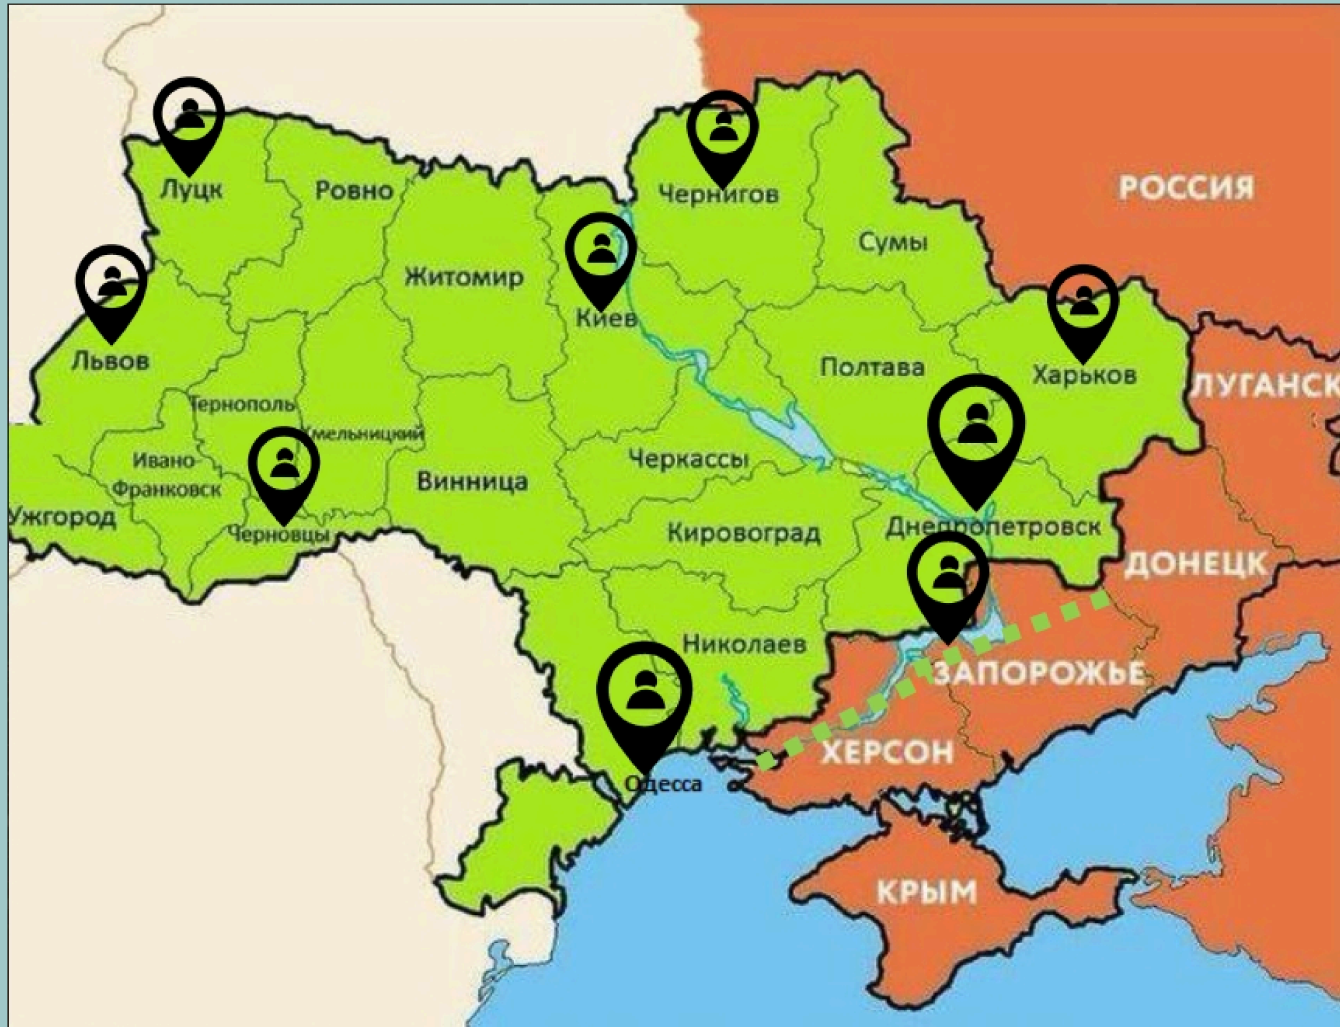 РОССИЯ
Луцк
Ровно
Чернигов
Сумы
Житомир
Киев
Львов
Полтава
Харьков
ЛУГАНСК
Тернополь
Хмельницкий
Ивано-
Франковск
Винница
Черкассы
Ужгород
Черновцы
Кировоград
Днепропетровск
ДОНЕЦК
Николаев
ЗАПОРОЖЬЕ
ХЕРСОН
Одесса
КРЫМ